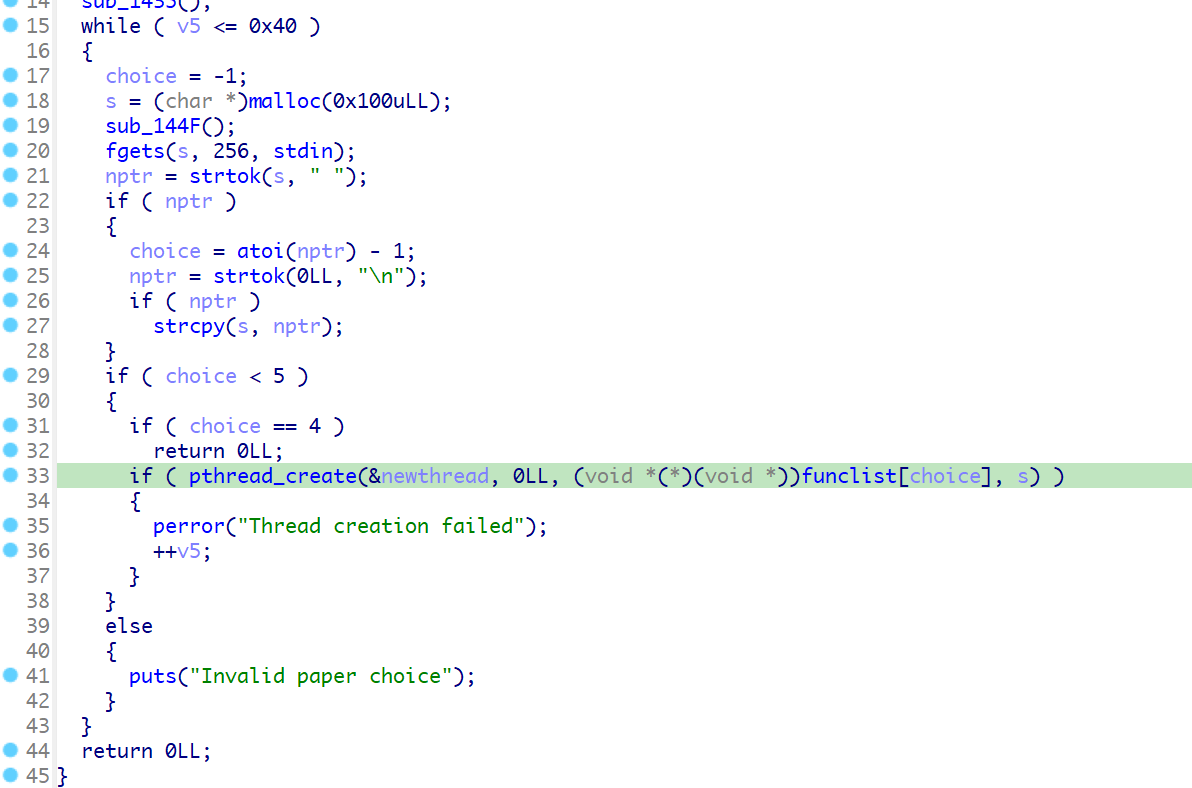 14   sub_1455();
15   while ( v5 <= 0x40 )
16   {
17     choice = -1;
18     s = (char *)malloc(0x100uLL);
19     sub_144F();
20     fgets(s, 256, stdin);
21     nptr = strtok(s, " ");
22     if ( nptr )
23     {
24       choice = atoi(nptr) - 1;
25       nptr = strtok(0LL, "\n");
26       if ( nptr )
27         strcpy(s, nptr);
28     }
29     if ( choice < 5 )
30     {
31       if ( choice == 4 )
32         return 0LL;
33       if ( pthread_create(&newthread, 0LL, (void *(*)(void *))funclist[choice], s) )
34       {
35         perror("Thread creation failed");
36         ++v5;
37       }
38     }
39     else
40     {
41       puts("Invalid paper choice");
42     }
43   }
44   return 0LL;
45 }